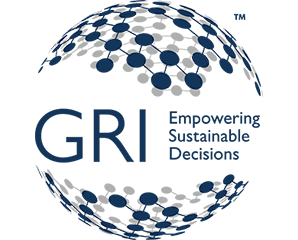 TM
GRI
Empowering
Sustainable
Decisions